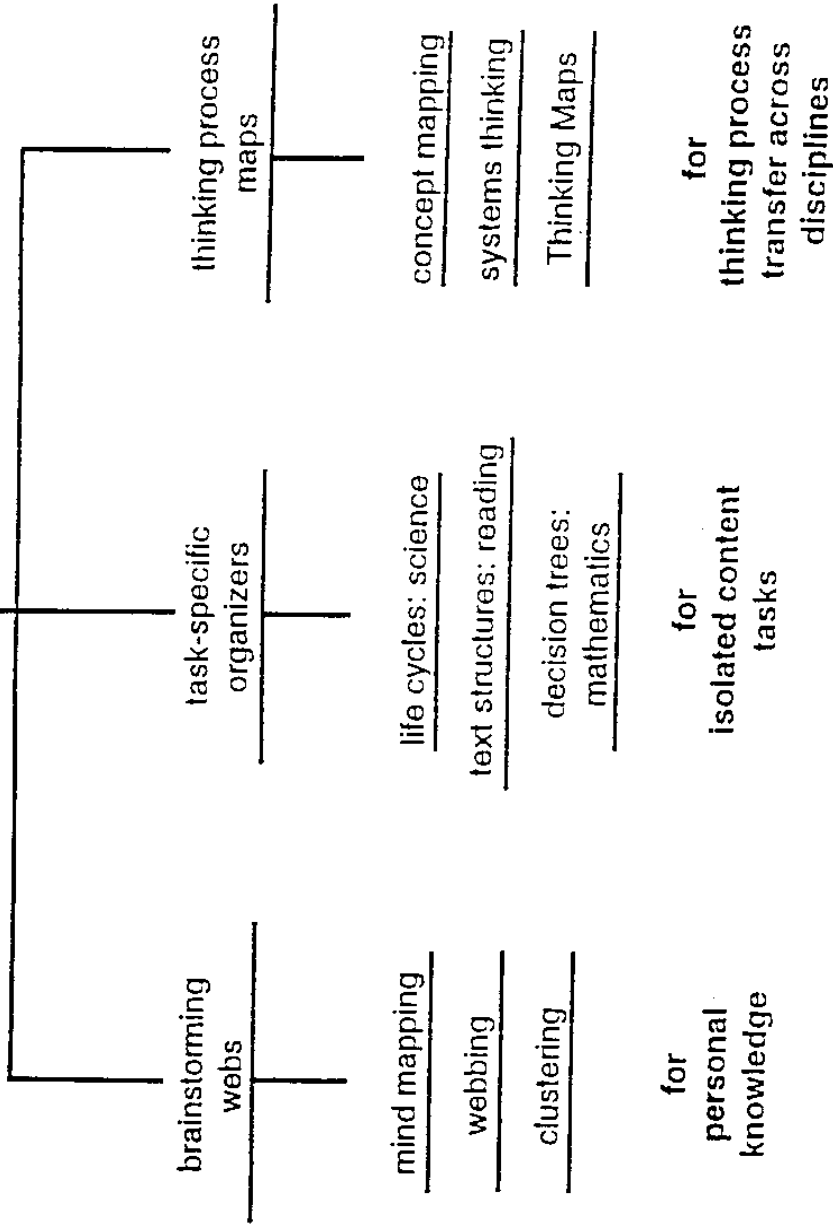 brainstorming
webs
mind mapping
webbing
clustering
for
personal
knowledge
task-specific
organizers
life cycles: science
text structures: reading
decision trees:
mathematics
for
isolated content
tasks
thinking process
maps
concept mapping
systems thinking
Thinking Maps
for
thinking process
transfer across
disciplines